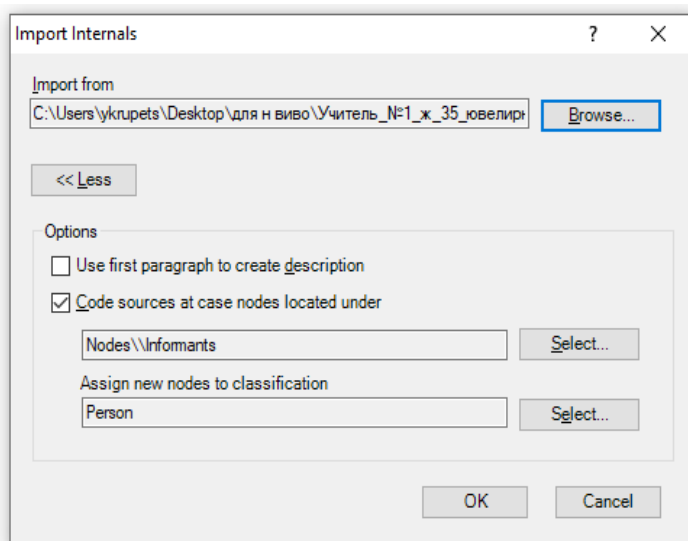 Import Internals
Import from
C:\Users\ykrupets\Desktop\для н виво\Учитель_№1_ж_35_ювелирн
Browse...
<< Less
Options
Use first paragraph to create description
Code sources at case nodes located under
Nodes\\Informants
Select...
Assign new nodes to classification
Person
Select...
OK
Cancel